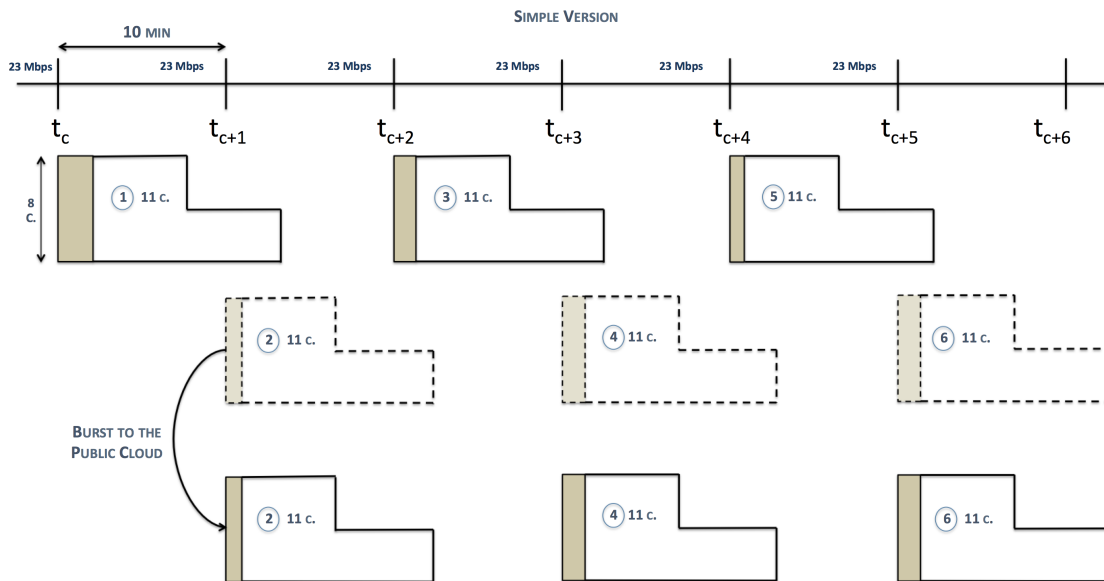 SIMPLE VERSION
10 MIN
23 Mbps 23 Mbps 23 Mbps 23 Mbps 23 Mbps 23 Mbps
tc tc+1 tc+2 tc+3 tc+4 tc+5 tc+6
8
C.
1 11 C.
3 11 C.
5 11 C.
2 11 C.
4 11 C.
6 11 C.
BURST TO THE
PUBLIC CLOUD
2 11 C.
4 11 C.
6 11 C.